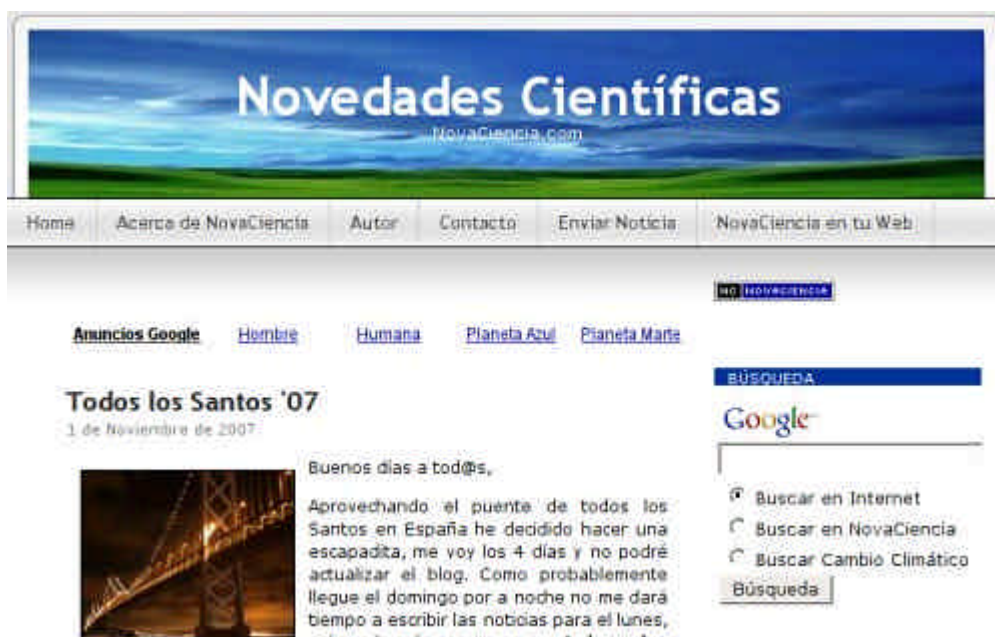 Novedades Científicas
NovaCiencia.com
Home Acerca de NovaCiencia Autor Contacto Enviar Noticia NovaCiencia en tu Web
NOVACIENCIA
Anuncios Google Hombre Humana Planeta Azul Planeta Marte
Todos los Santos '07
1 de Noviembre de 2007
Buenos dias a tod@s,
Aprovechando el puente de todos los
Santos en España he decidido hacer una
escapadita, me voy los 4 días y no podré
actualizar el blog. Como probablemente
llegue el domingo por a noche no me dará
tiempo a escribir las noticias para el lunes,
BÚSQUEDA
Google
Buscar en Internet
Buscar en NovaCiencia
Buscar Cambio Climático
Búsqueda